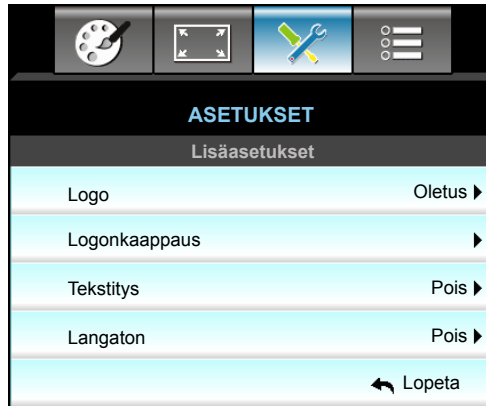 ASETUKSET
Lisäasetukset
Logo Oletus
Logonkaappaus
Tekstitys Pois
Langaton Pois
Lopeta